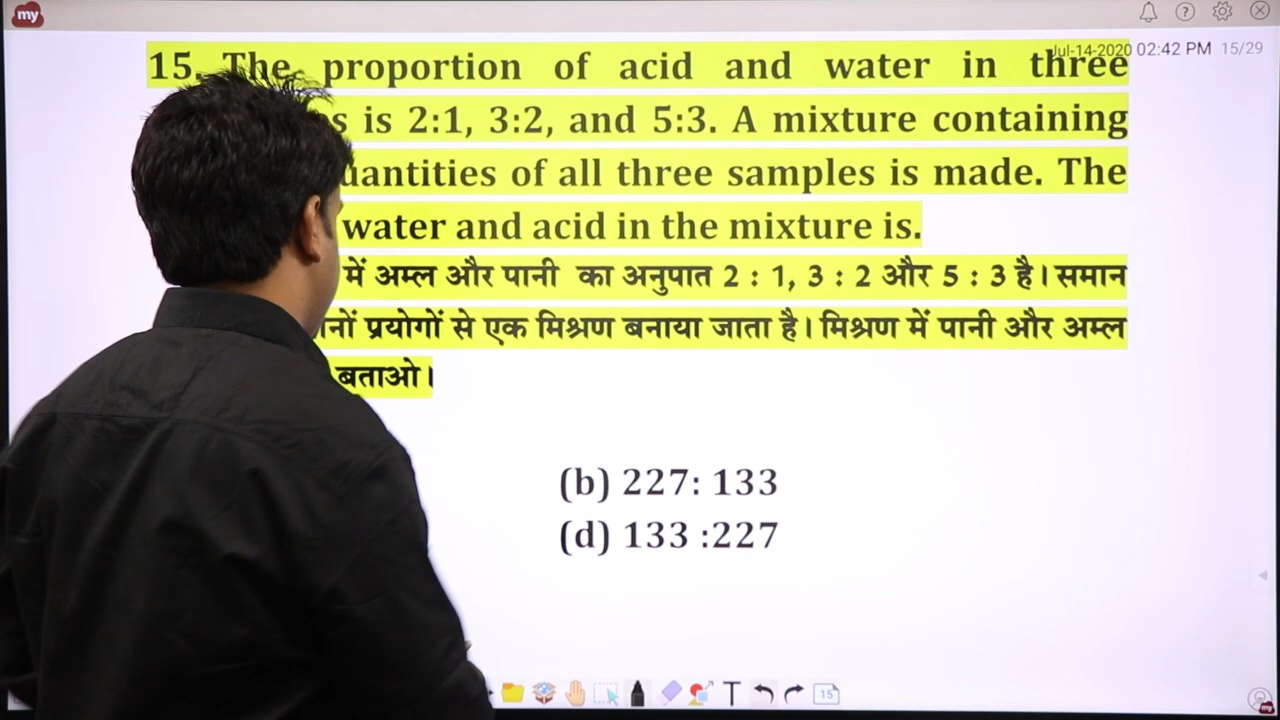 my
Jul-14-2020 02:42 PM 15/29
15. The proportion of acid and water in three
is 2:1, 3:2, and 5:3. A mixture containing
of all three samples is made. The
water and acid in the mixture is.
में अम्ल और पानी का अनुपात 2 : 1, 3 : 2 और 5 : 3 है। समान
प्रयोगों से एक मिश्रण बनाया जाता है। मिश्रण में पानी और अम्ल
बताओ।
(b) 227: 133
(d) 133 :227
T
15
my